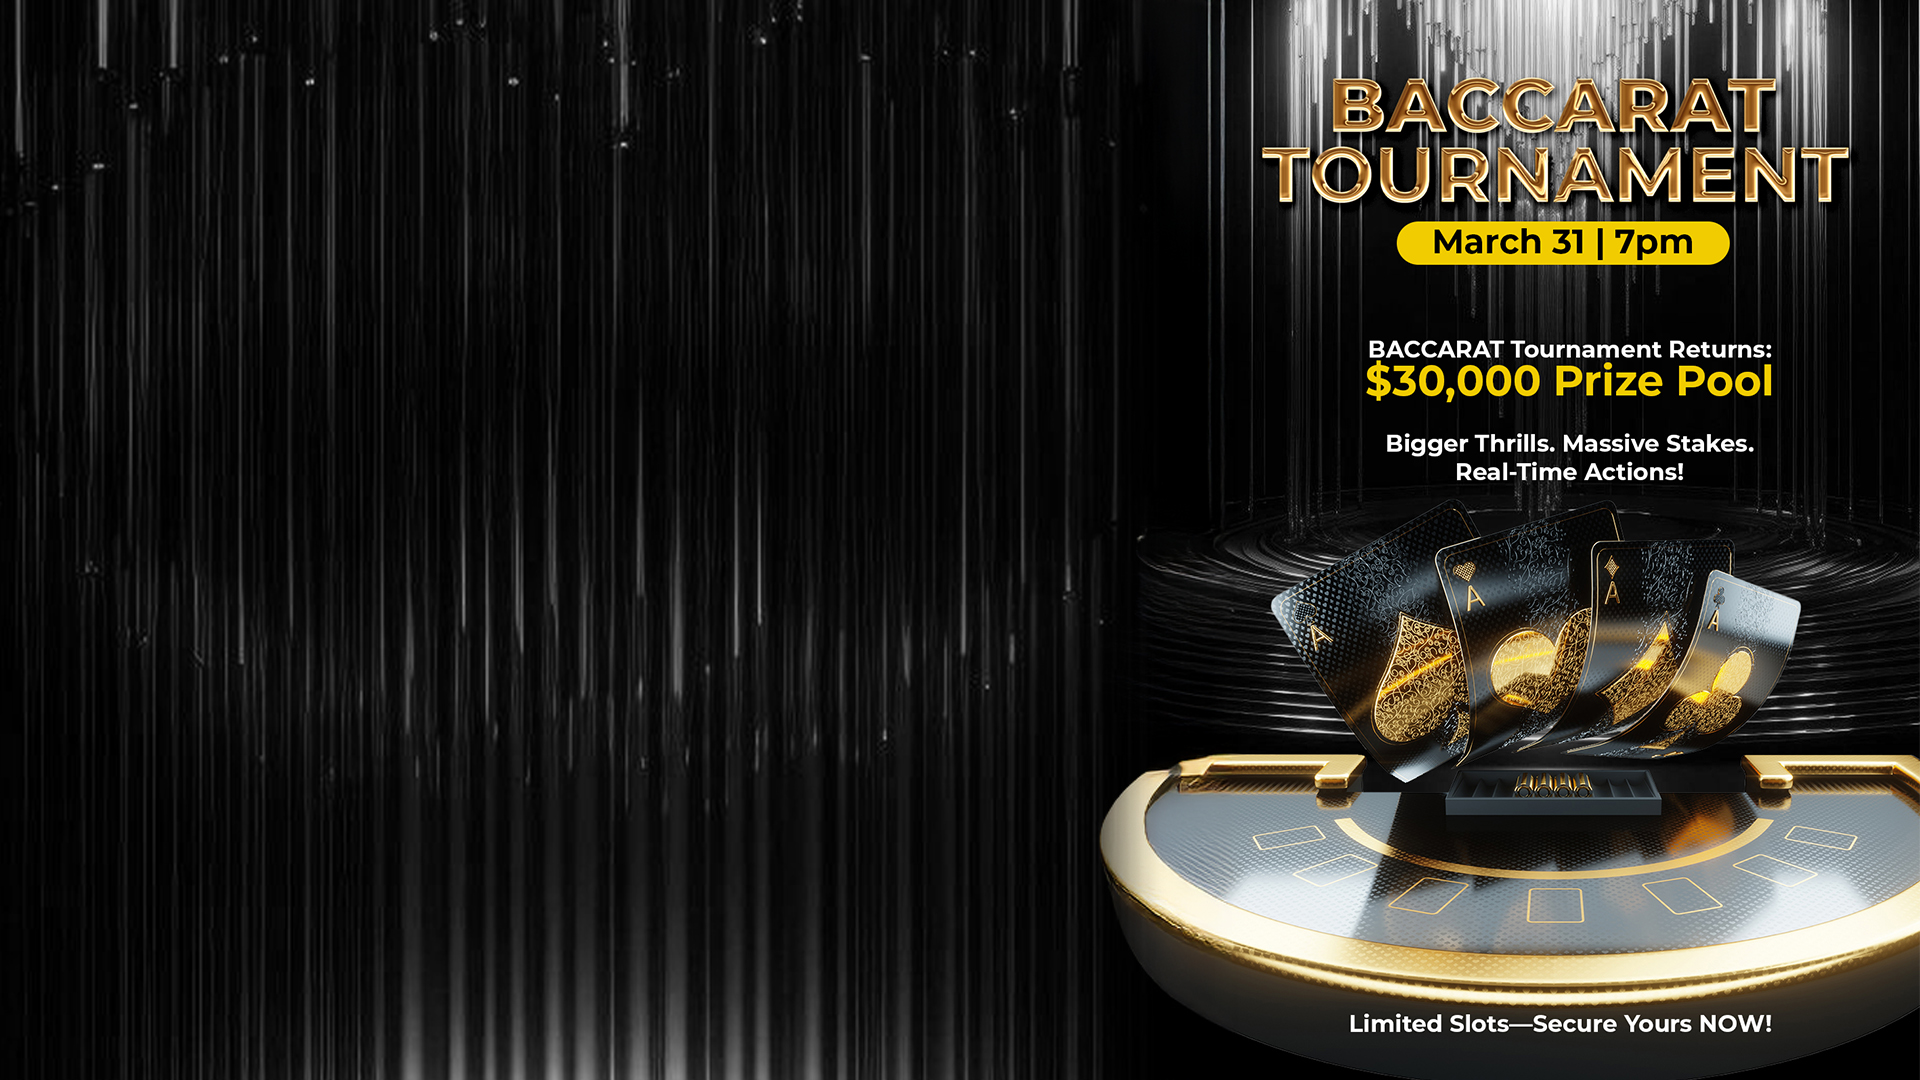 BACCARAT
TOURNAMENT
March 31 | 7pm
BACCARAT Tournament Returns:
$30,000 Prize Pool
Bigger Thrills. Massive Stakes.
Real-Time Actions!
A
A
A
A
Limited Slots—Secure Yours NOW!